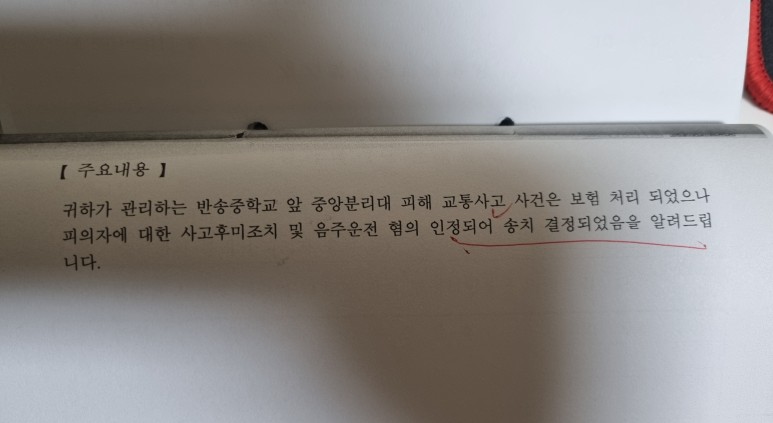 【 주요내용 】
귀하가 관리하는 반송중학교 앞 중앙분리대 피해 교통사고 사건은 보험 처리 되었으나
피의자에 대한 사고후미조치 및 음주운전 혐의 인정되어 송치 결정되었음을 알려드립
니다.